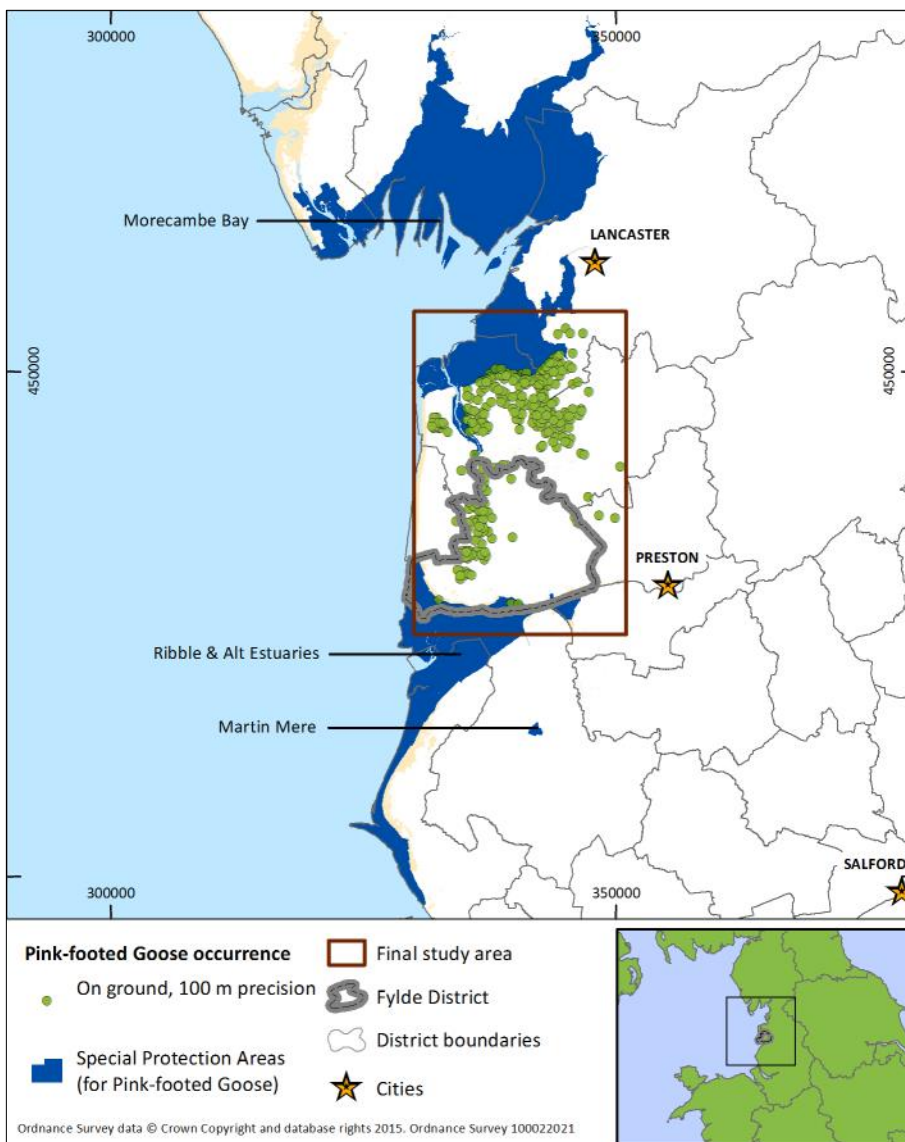 300000
350000
Morecambe Bay
LANCASTER
450000
450000
PRESTON
Ribble & Alt Estuaries
Martin Mere
SALFORD
300000
350000
Pink-footed Goose occurrence
On ground, 100 m precision
Special Protection Areas
(for Pink-footed Goose)
Final study area
Fylde District
District boundaries
Cities
Ordnance Survey data © Crown Copyright and database rights 2015. Ordnance Survey 100022021